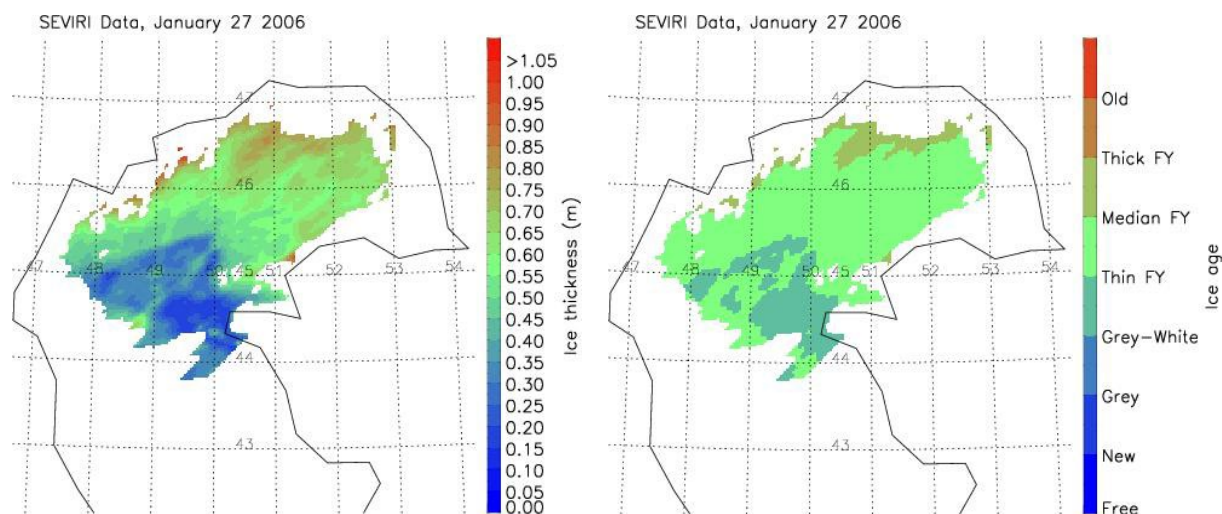 SEVIRI Data, January 27 2006
47
46
47 48 49 50 45 51 52 53 54
44
43
>1.05
1.00
0.95
0.90
0.85
0.80
0.75
0.70
0.65
0.60
0.55
0.50
0.45
0.40
0.35
0.30
0.25
0.20
0.15
0.10
0.05
0.00
Ice thickness (m)
SEVIRI Data, January 27 2006
47
46
47 48 49 50 45 51 52 53 54
44
43
Old
Thick FY
Median FY
Thin FY
Grey-White
Grey
New
Free
Ice age